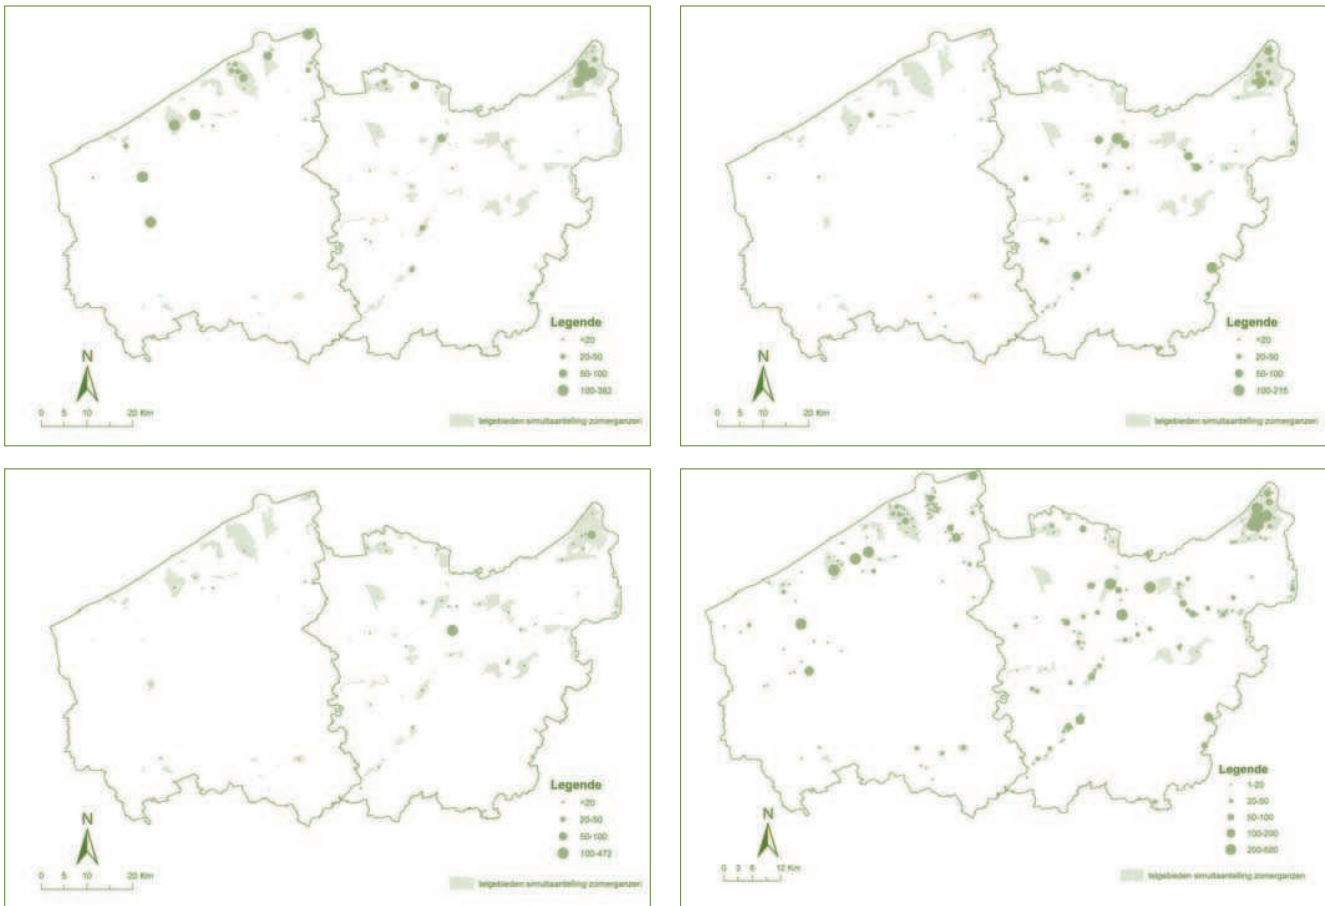 Legende
<20
20-50
50-100
100-382
N
0 5 10 20 Km
telgebieden simultaantelling zomerganzen
Legende
<20
20-50
50-100
100-215
N
0 5 10 20 Km
telgebieden simultaantelling zomerganzen
Legende
<20
20-50
50-100
100-472
N
0 5 10 20 Km
telgebieden simultaantelling zomerganzen
Legende
1-20
20-50
50-100
100-200
N
0 3 6 12 Km
telgebieden simultaantelling zomerganzen